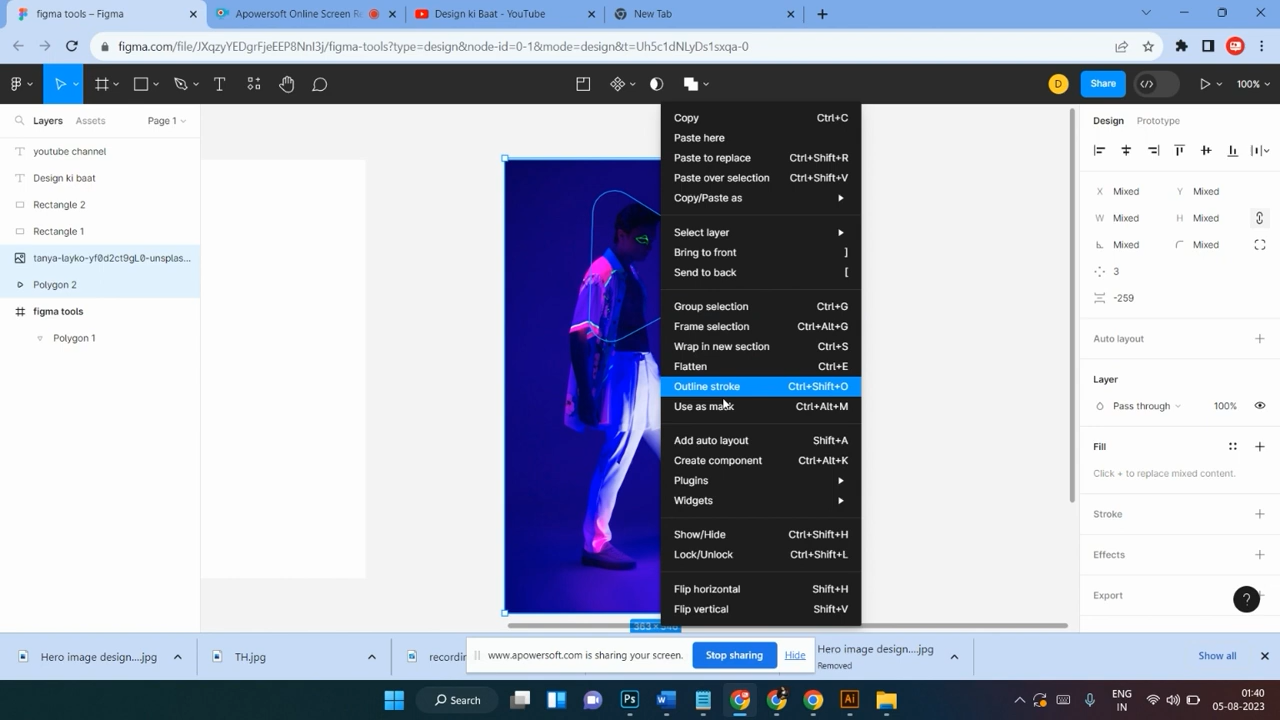 figma tools
Apowersoft Online Screen R
Design ki Baat - YouTube
New Tab
figma.com/file/JXqzyYEDgrFjeEEP8NnI3j/figma-tools?type=design&node-id=0-1&mode=design&t=Uh5c1dNLyDs1sxqa-0
D
Share
100%
Layers
Assets
Page 1
youtube channel
Design ki baat
Rectangle 2
Rectangle 1
tanya-layko-yf0d2ct9gL0-unsplas...
Polygon 2
figma tools
Polygon 1
Copy Ctrl+C
Paste here
Paste to replace Ctrl+Shift+R
Paste over selection Ctrl+Shift+V
Copy/Paste as
Select layer
Bring to front ]
Send to back [
Group selection Ctrl+G
Frame selection Ctrl+Alt+G
Wrap in new section Ctrl+S
Flatten Ctrl+E
Outline stroke Ctrl+Shift+O
Use as mask Ctrl+Alt+M
Add auto layout Shift+A
Create component Ctrl+Alt+K
Plugins
Widgets
Show/Hide Ctrl+Shift+H
Lock/Unlock Ctrl+Shift+L
Flip horizontal Shift+H
Flip vertical Shift+V
Design
Prototype
X Mixed Y Mixed
W Mixed H Mixed
Mixed Mixed
3
-259
Auto layout
Layer
Pass through 100%
Fill
Click + to replace mixed content.
Stroke
Effects
Export
?
Hero image design....jpg
TH.jpg
recordin
www.apowersoft.com is sharing your screen.
Stop sharing
Hide
Hero image design....jpg
Removed
Show all
Search
Ps
Ai
ENG
IN
01:40
05-08-2023